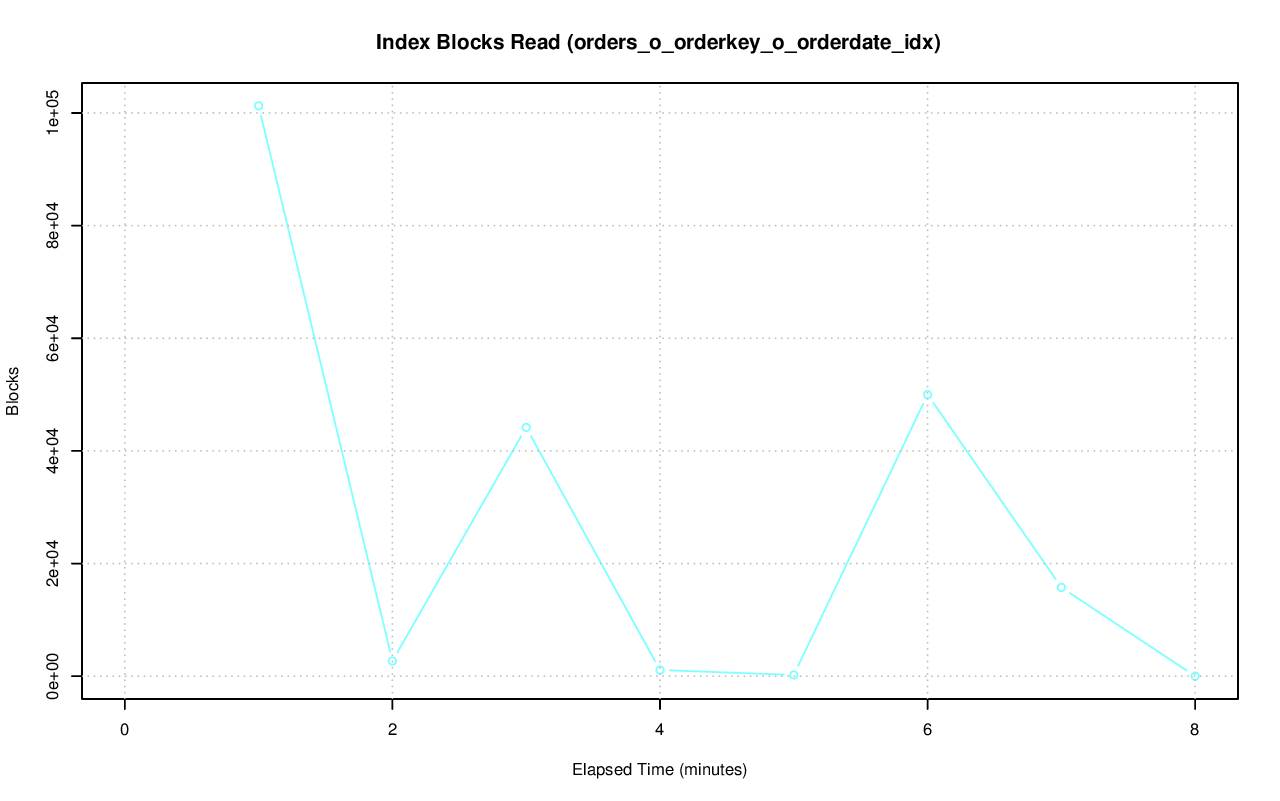 Index Blocks Read (orders_o_orderkey_o_orderdate_idx)
1e+05
8e+04
6e+04
4e+04
2e+04
0e+00
Blocks
0 2 4 6 8
Elapsed Time (minutes)